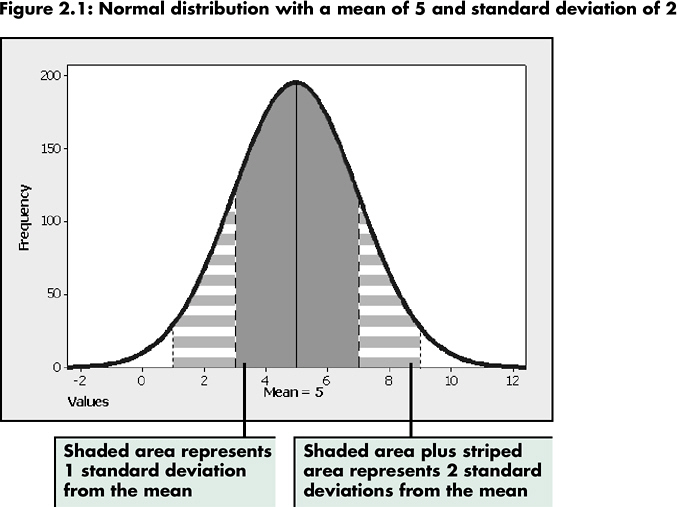 Figure 2.1: Normal distribution with a mean of 5 and standard deviation of 2
200
150
100
50
0
Frequency
-2 0 2 4 6 8 10 12
Mean = 5
Values
Shaded area represents
1 standard deviation
from the mean
Shaded area plus striped
area represents 2 standard
deviations from the mean